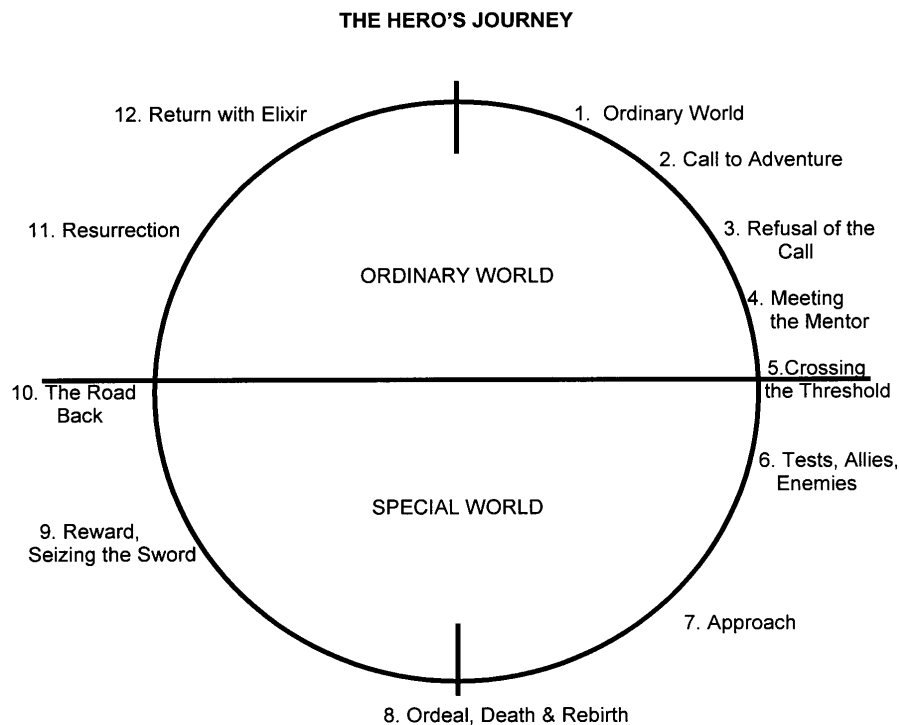 THE HERO'S JOURNEY
12. Return with Elixir
1. Ordinary World
2. Call to Adventure
11. Resurrection
3. Refusal of the
Call
ORDINARY WORLD
4. Meeting
the Mentor
5.Crossing
the Threshold
10. The Road
Back
6. Tests, Allies,
Enemies
SPECIAL WORLD
9. Reward,
Seizing the Sword
7. Approach
8. Ordeal, Death & Rebirth